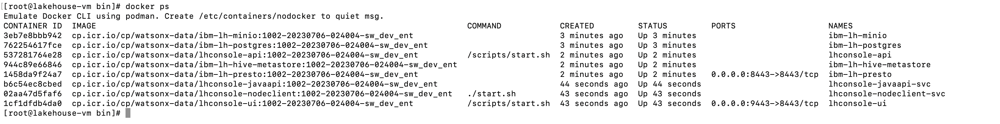 [root@lakehouse-vm bin]# docker ps
Emulate Docker CLI using podman. Create /etc/containers/nodocker to quiet msg.
CONTAINER ID  IMAGE                                                                            COMMAND            CREATED         STATUS         PORTS                   NAMES
3eb7e8bbb942  cp.icr.io/cp/watsonx-data/ibm-lh-minio:1002-20230706-024004-sw_dev_ent                              3 minutes ago   Up 3 minutes                           ibm-lh-minio
762254617fce  cp.icr.io/cp/watsonx-data/ibm-lh-postgres:1002-20230706-024004-sw_dev_ent                           3 minutes ago   Up 3 minutes                           ibm-lh-postgres
537281764e28  cp.icr.io/cp/watsonx-data/lhconsole-api:1002-20230706-024004-sw_dev_ent          /scripts/start.sh  2 minutes ago   Up 2 minutes                           lhconsole-api
944c89e66846  cp.icr.io/cp/watsonx-data/ibm-lh-hive-metastore:1002-20230706-024004-sw_dev_ent                     2 minutes ago   Up 2 minutes                           ibm-lh-hive-metastore
1458da9f24a7  cp.icr.io/cp/watsonx-data/ibm-lh-presto:1002-20230706-024004-sw_dev_ent                             2 minutes ago   Up 2 minutes   0.0.0.0:8443->8443/tcp  ibm-lh-presto
b6c54ec8cbed  cp.icr.io/cp/watsonx-data/lhconsole-javaapi:1002-20230706-024004-sw_dev_ent                         44 seconds ago  Up 44 seconds                          lhconsole-javaapi-svc
02aa47d5faf6  cp.icr.io/cp/watsonx-data/lhconsole-nodeclient:1002-20230706-024004-sw_dev_ent   ./start.sh         43 seconds ago  Up 43 seconds                          lhconsole-nodeclient-svc
1cf1dfdb4da0  cp.icr.io/cp/watsonx-data/lhconsole-ui:1002-20230706-024004-sw_dev_ent           /scripts/start.sh  43 seconds ago  Up 43 seconds  0.0.0.0:9443->8443/tcp  lhconsole-ui
[root@lakehouse-vm bin]#